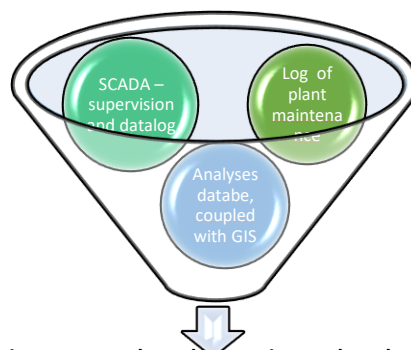 SCADA –
supervision
and datalog
Log of
plant
maintena
nce
Analyses
databe,
coupled
with GIS